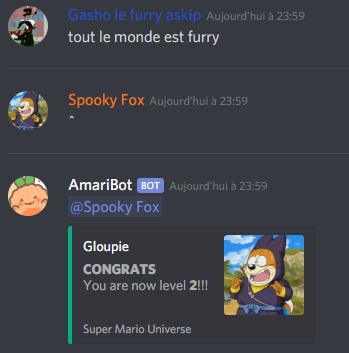 Gasho le furry askip Aujourd'hui à 23:59
tout le monde est furry
Spooky Fox Aujourd'hui à 23:59
^
AmariBot BOT Aujourd'hui à 23:59
@Spooky Fox
Gloupie
CONGRATS
You are now level 2!!!
Super Mario Universe